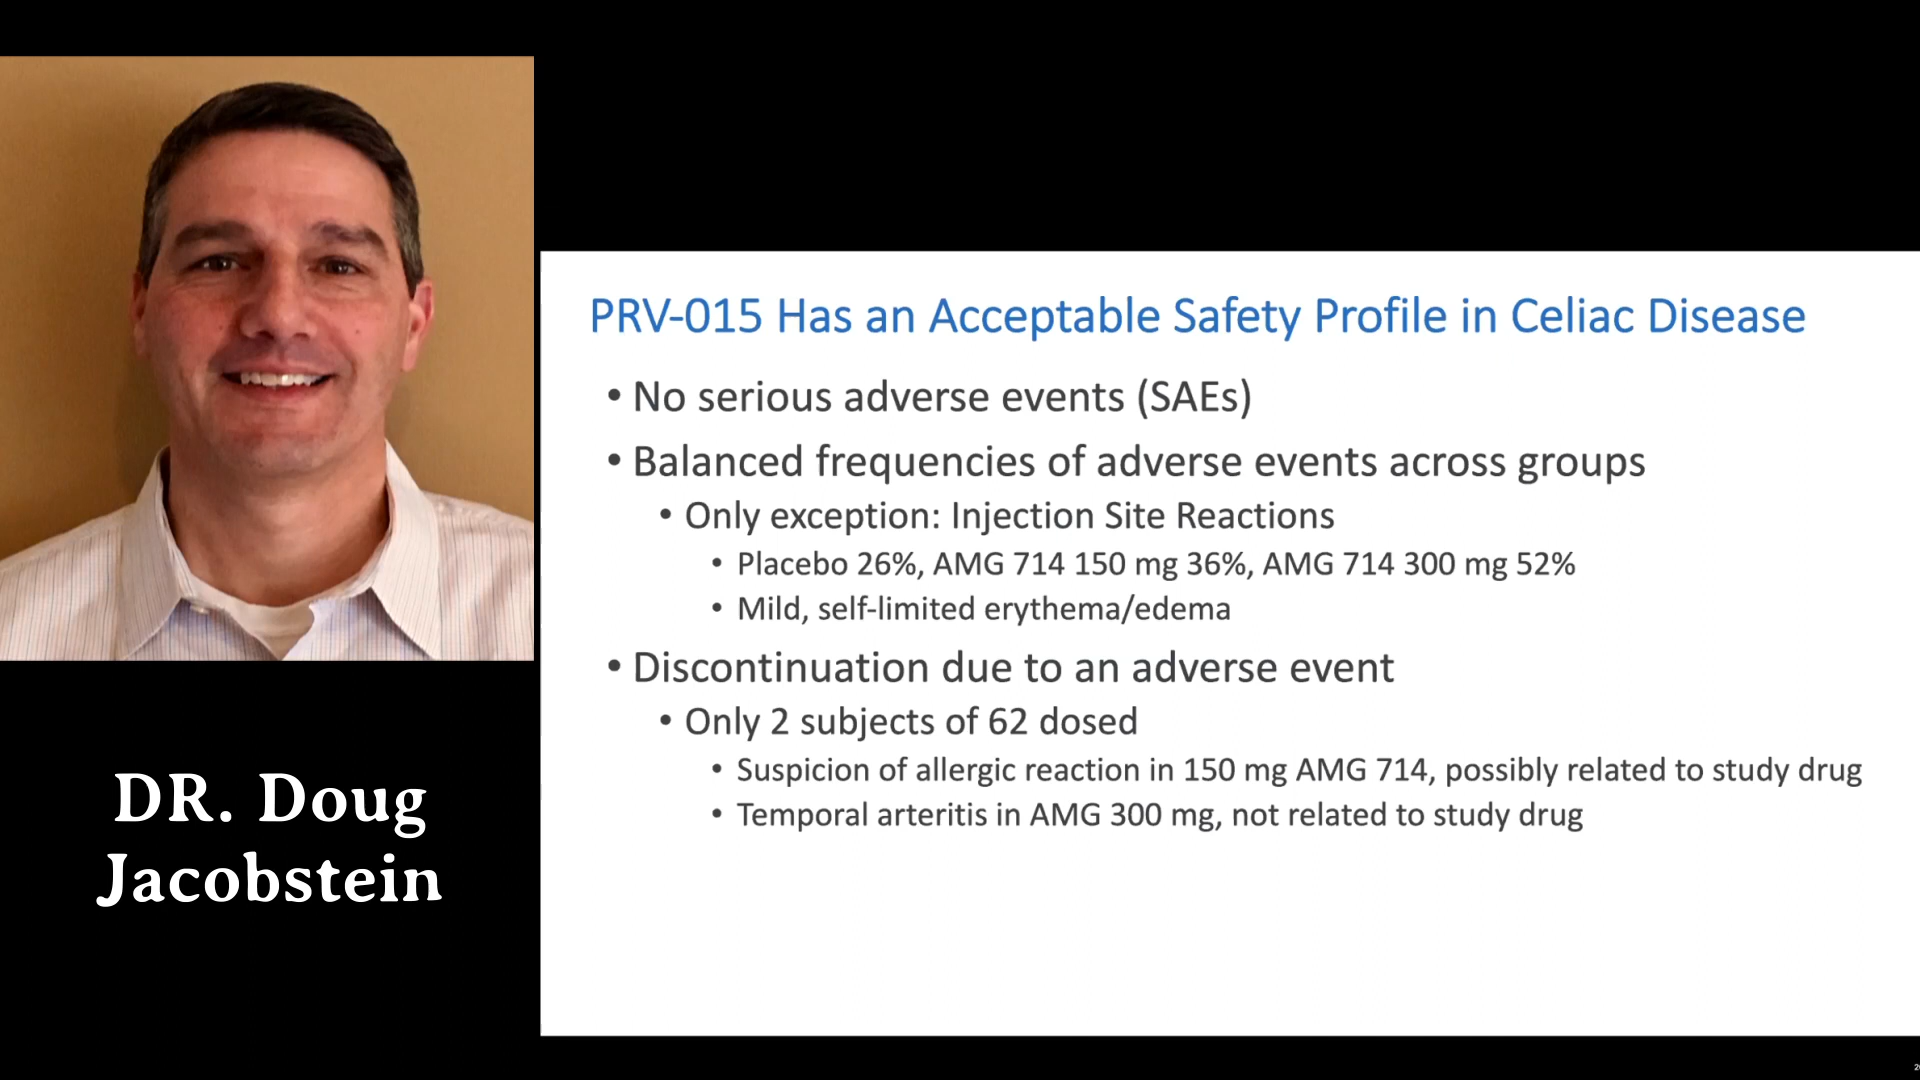 DR. Doug
Jacobstein
PRV-015 Has an Acceptable Safety Profile in Celiac Disease
• No serious adverse events (SAEs)
• Balanced frequencies of adverse events across groups
• Only exception: Injection Site Reactions
• Placebo 26%, AMG 714 150 mg 36%, AMG 714 300 mg 52%
• Mild, self-limited erythema/edema
• Discontinuation due to an adverse event
• Only 2 subjects of 62 dosed
• Suspicion of allergic reaction in 150 mg AMG 714, possibly related to study drug
• Temporal arteritis in AMG 300 mg, not related to study drug